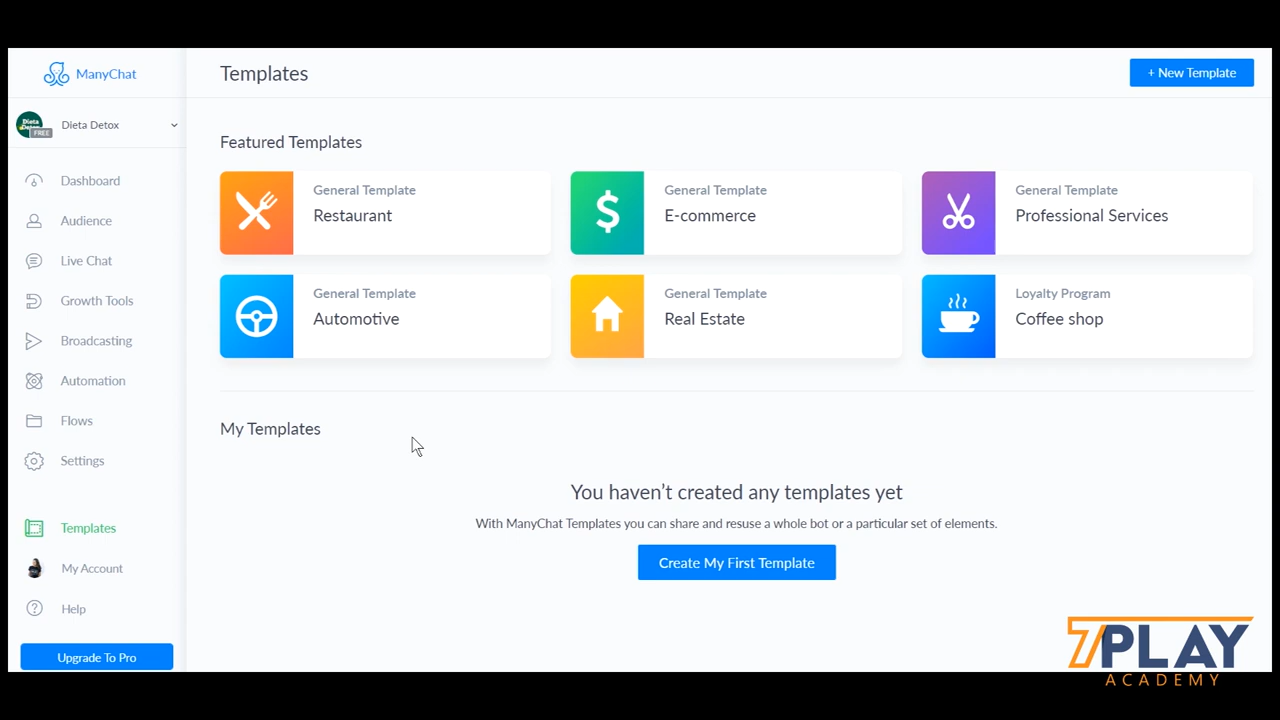 ManyChat
Templates
+ New Template
Dieta Detox
FREE
Dashboard
Audience
Live Chat
Growth Tools
Broadcasting
Automation
Flows
Settings
Templates
My Account
Help
Upgrade To Pro
Featured Templates
General Template
Restaurant
General Template
E-commerce
General Template
Professional Services
General Template
Automotive
General Template
Real Estate
Loyalty Program
Coffee shop
My Templates
You haven't created any templates yet
With ManyChat Templates you can share and resuse a whole bot or a particular set of elements.
Create My First Template
7PLAY
ACADEMY